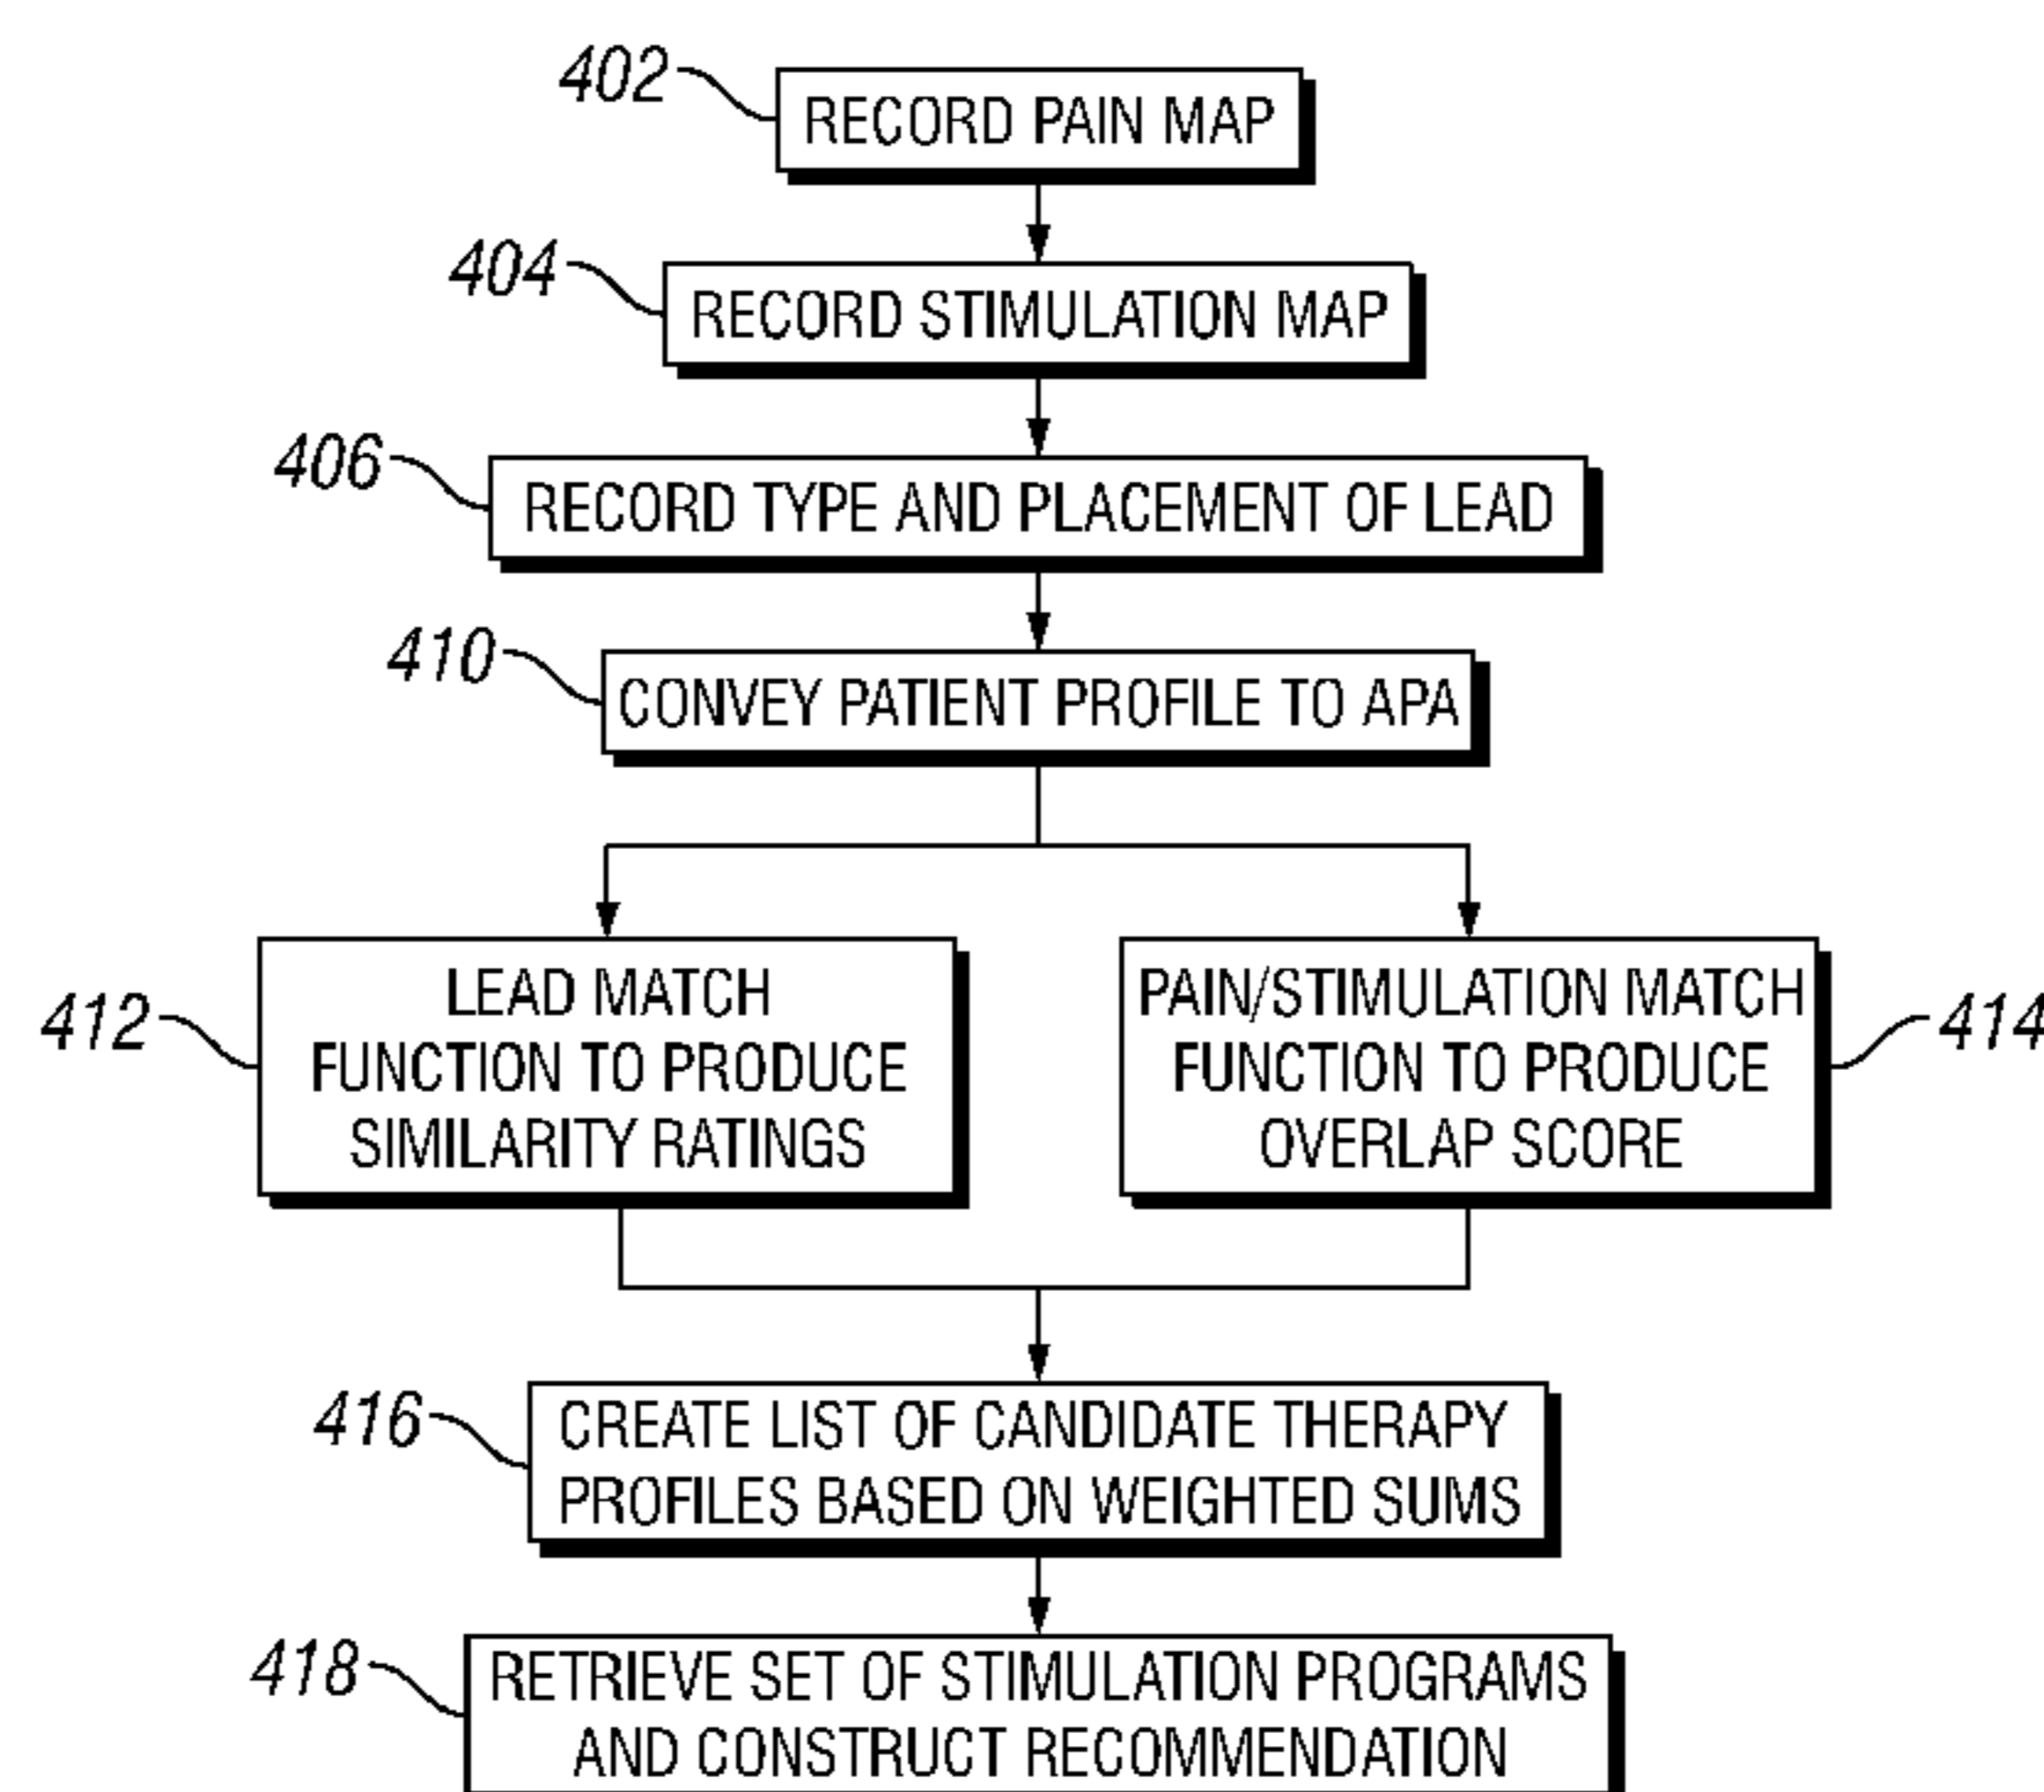 402
RECORD PAIN MAP
404
RECORD STIMULATION MAP
406
RECORD TYPE AND PLACEMENT OF LEAD
410
CONVEY PATIENT PROFILE TO APA
412
LEAD MATCH
FUNCTION TO PRODUCE
SIMILARITY RATINGS
PAIN/STIMULATION MATCH
FUNCTION TO PRODUCE
OVERLAP SCORE
414
416
CREATE LIST OF CANDIDATE THERAPY
PROFILES BASED ON WEIGHTED SUMS
418
RETRIEVE SET OF STIMULATION PROGRAMS
AND CONSTRUCT RECOMMENDATION